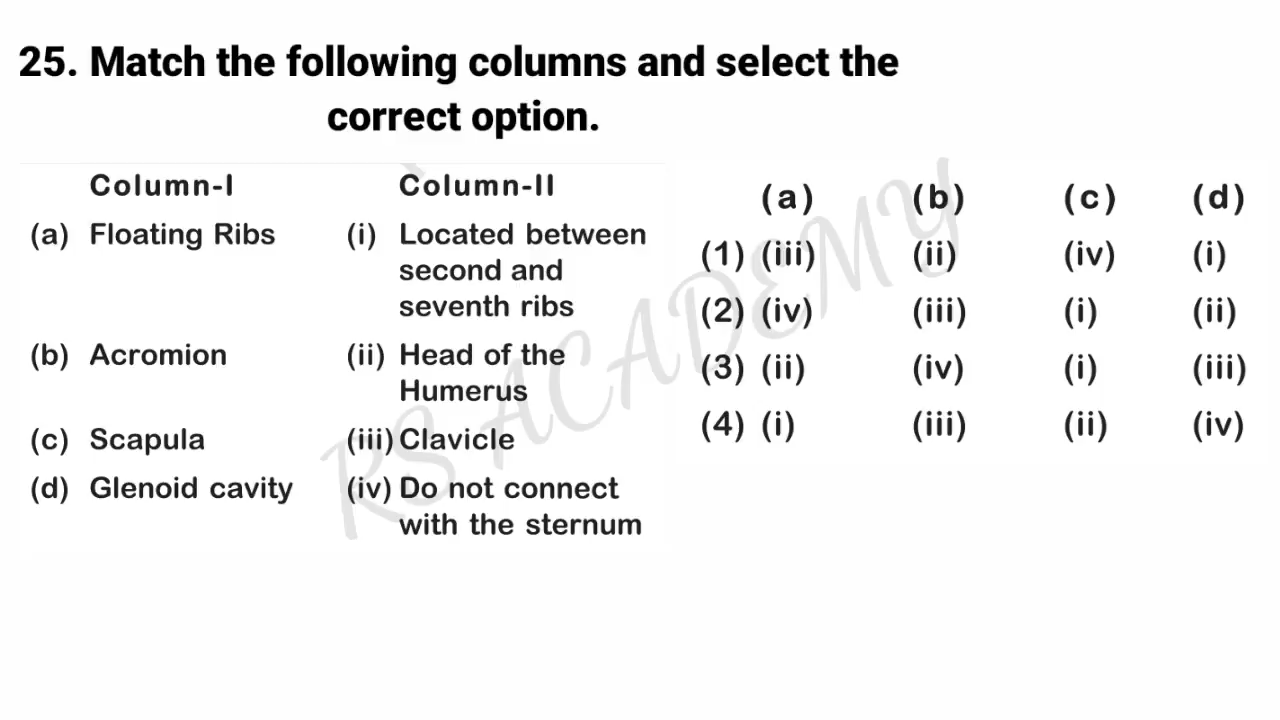 25. Match the following columns and select the
correct option.
Column-I Column-II
(a) Floating Ribs (i) Located between
second and
seventh ribs
(b) Acromion (ii) Head of the
Humerus
(c) Scapula (iii) Clavicle
(d) Glenoid cavity (iv) Do not connect
with the sternum
(a) (b) (c) (d)
(1) (iii) (ii) (iv) (i)
(2) (iv) (iii) (i) (ii)
(3) (ii) (iv) (i) (iii)
(4) (i) (iii) (ii) (iv)
RS ACADEMY